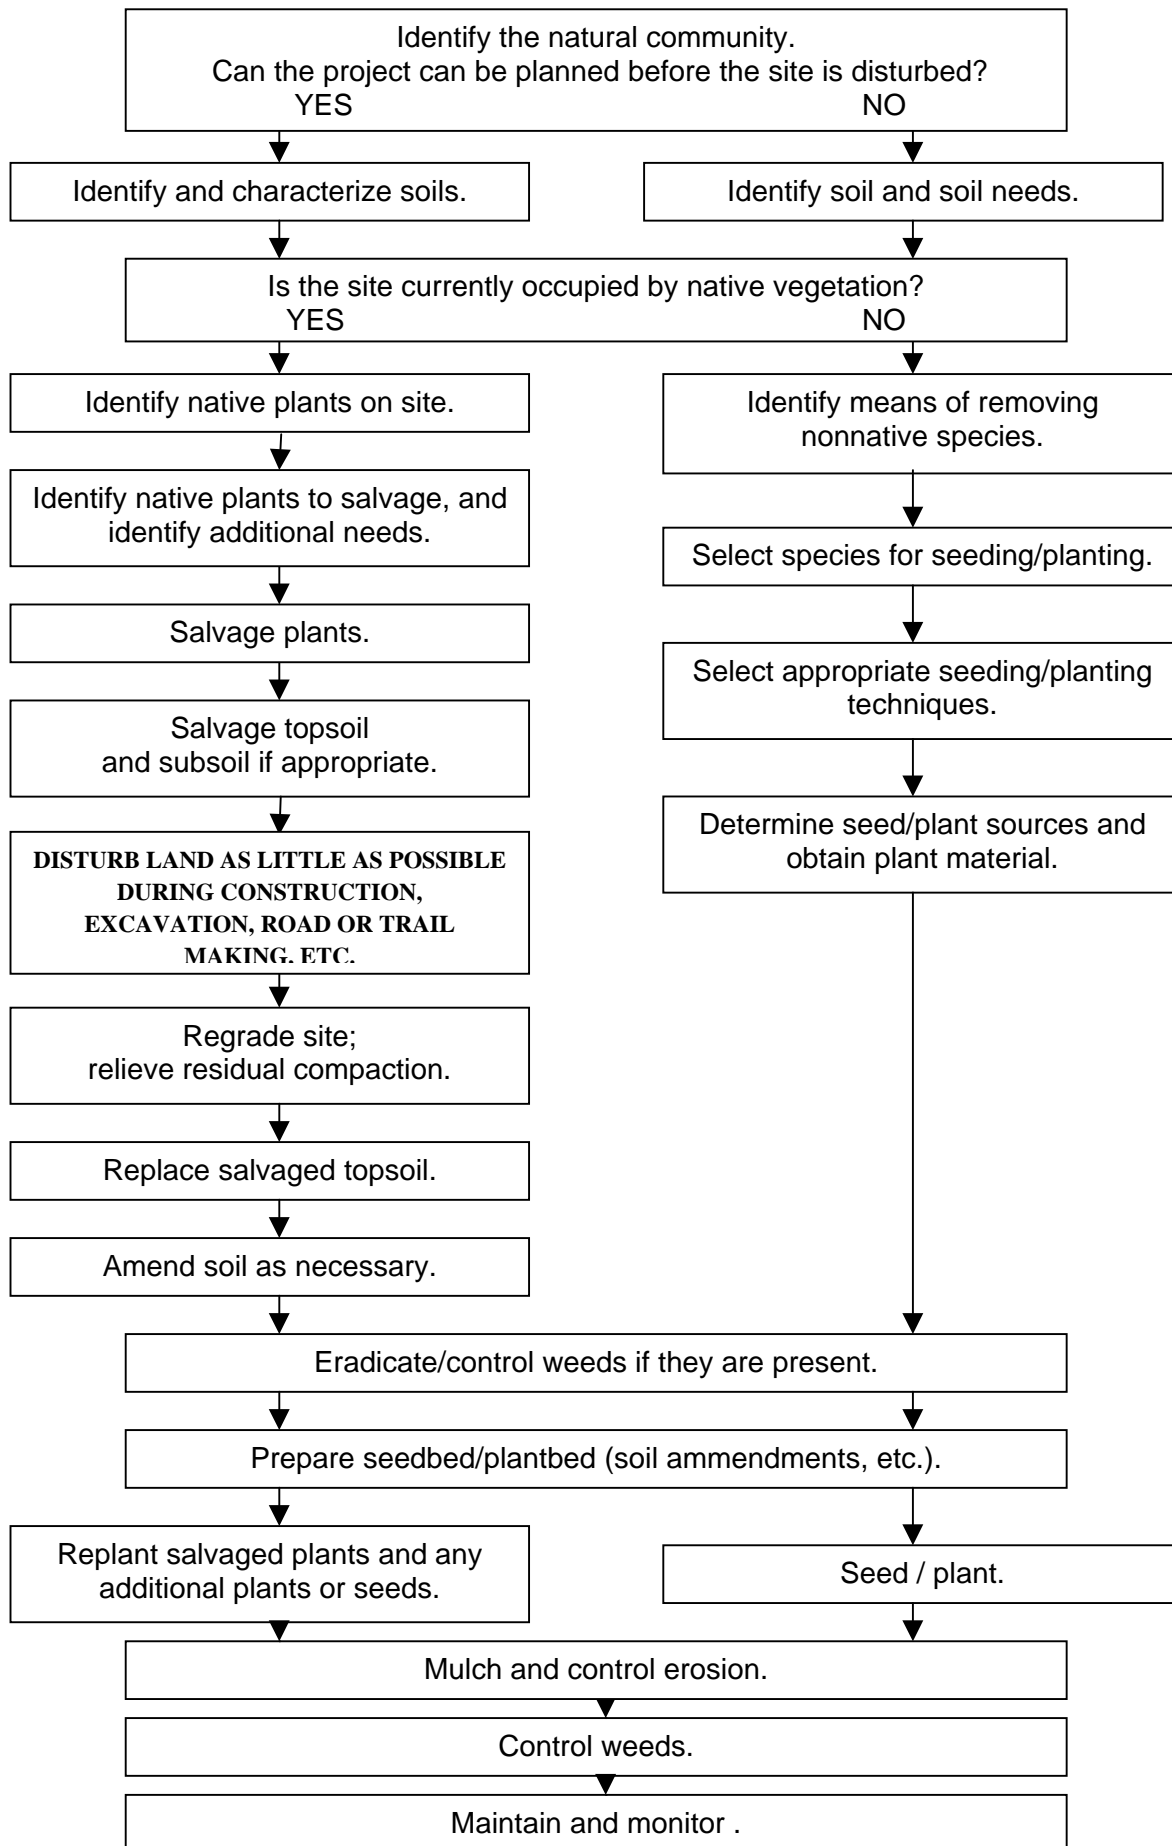 Identify the natural community.
Can the project can be planned before the site is disturbed?
YES NO
Identify and characterize soils.
Identify soil and soil needs.
Is the site currently occupied by native vegetation?
YES NO
Identify native plants on site.
Identify means of removing
nonnative species.
Identify native plants to salvage, and
identify additional needs.
Select species for seeding/planting.
Salvage plants.
Select appropriate seeding/planting
techniques.
Salvage topsoil
and subsoil if appropriate.
Determine seed/plant sources and
obtain plant material.
DISTURB LAND AS LITTLE AS POSSIBLE
DURING CONSTRUCTION,
EXCAVATION, ROAD OR TRAIL
MAKING, ETC.
Regrade site;
relieve residual compaction.
Replace salvaged topsoil.
Amend soil as necessary.
Eradicate/control weeds if they are present.
Prepare seedbed/plantbed (soil ammendments, etc.).
Replant salvaged plants and any
additional plants or seeds.
Seed / plant.
Mulch and control erosion.
Control weeds.
Maintain and monitor .